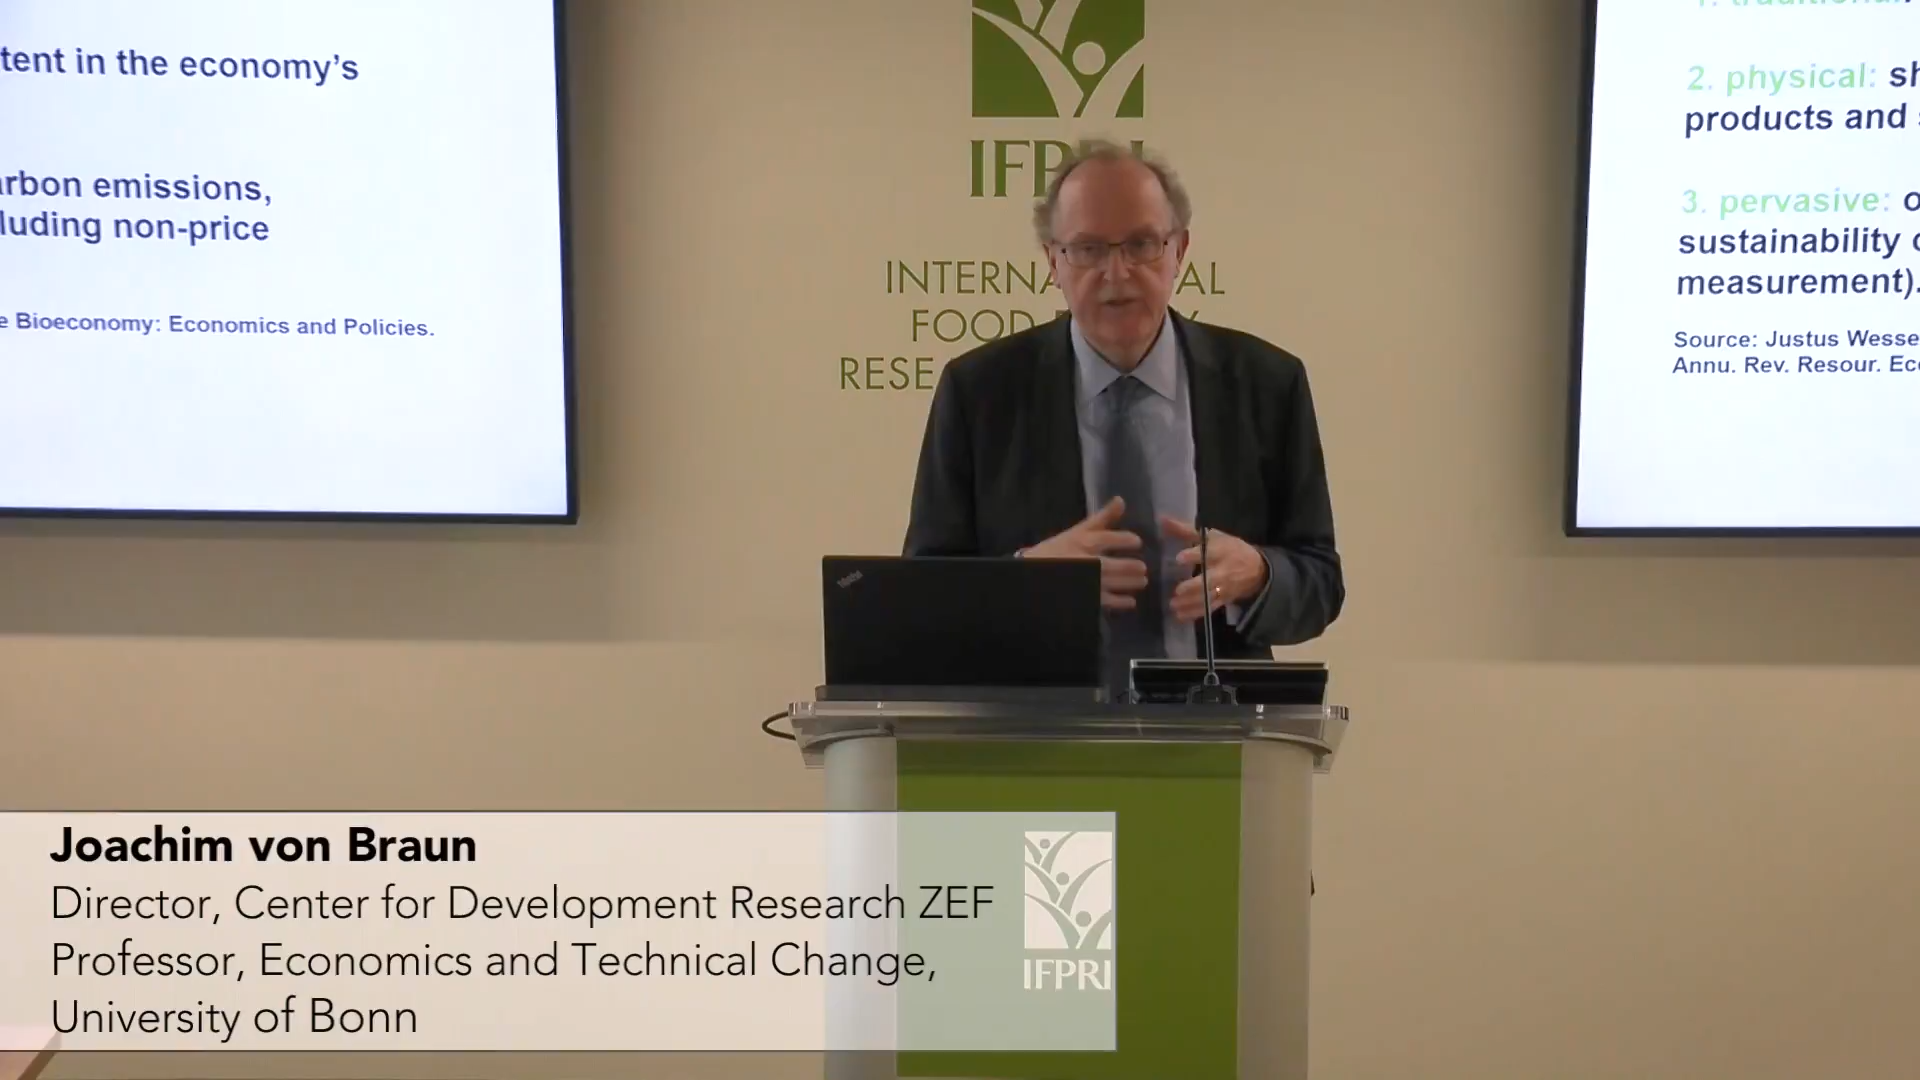 tent in the economy's
rbon emissions,
luding non-price
e Bioeconomy: Economics and Policies.
IFPRI
INTERNA AL
FOOD
RESE
2. physical: sh
products and
3. pervasive: o
sustainability
measurement).
Source: Justus Wesse
Annu. Rev. Resour. Ec
Joachim von Braun
Director, Center for Development Research ZEF
Professor, Economics and Technical Change,
University of Bonn
IFPRI